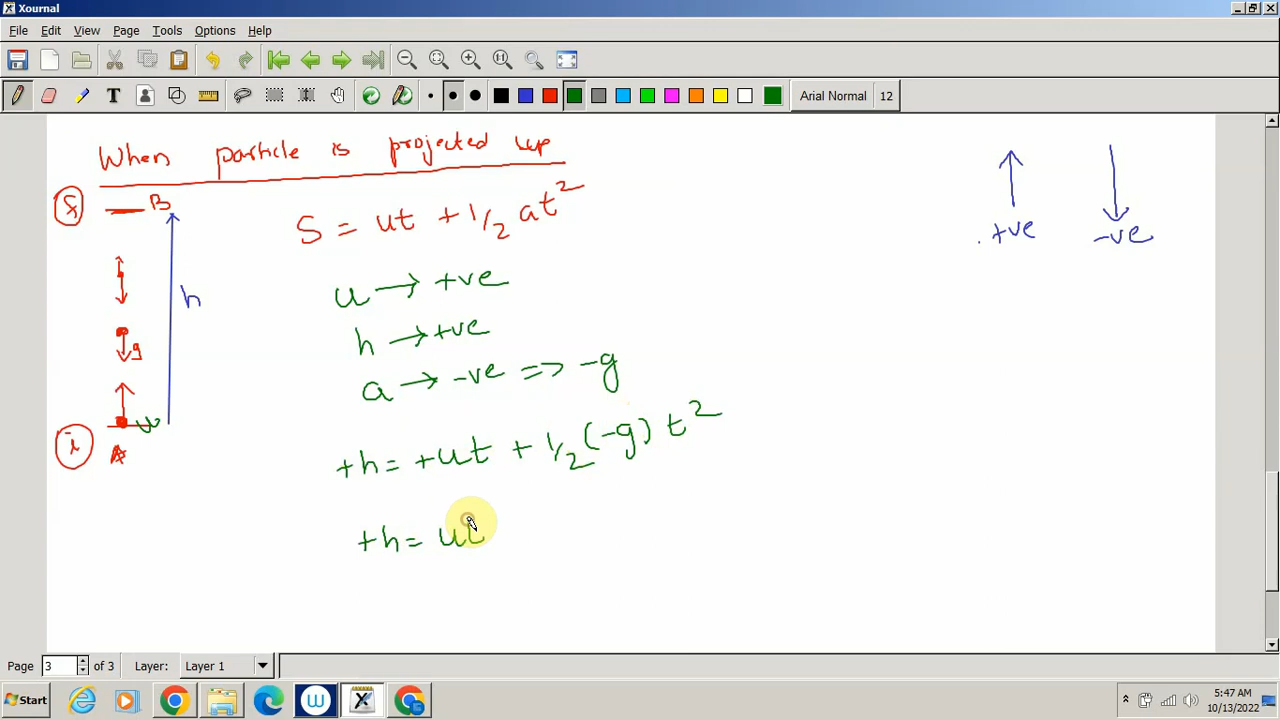 Xournal
File Edit View Page Tools Options Help
Arial Normal 12
When particle is projected up
f B
S = ut + 1/2 at²
+ve -ve
u → +ve
h
h → +ve
g
a → -ve => -g
+h = +ut + 1/2 (-g) t²
i
A
+h = ut
Page 3 of 3 Layer: Layer 1
Start
W
5:47 AM
10/13/2022